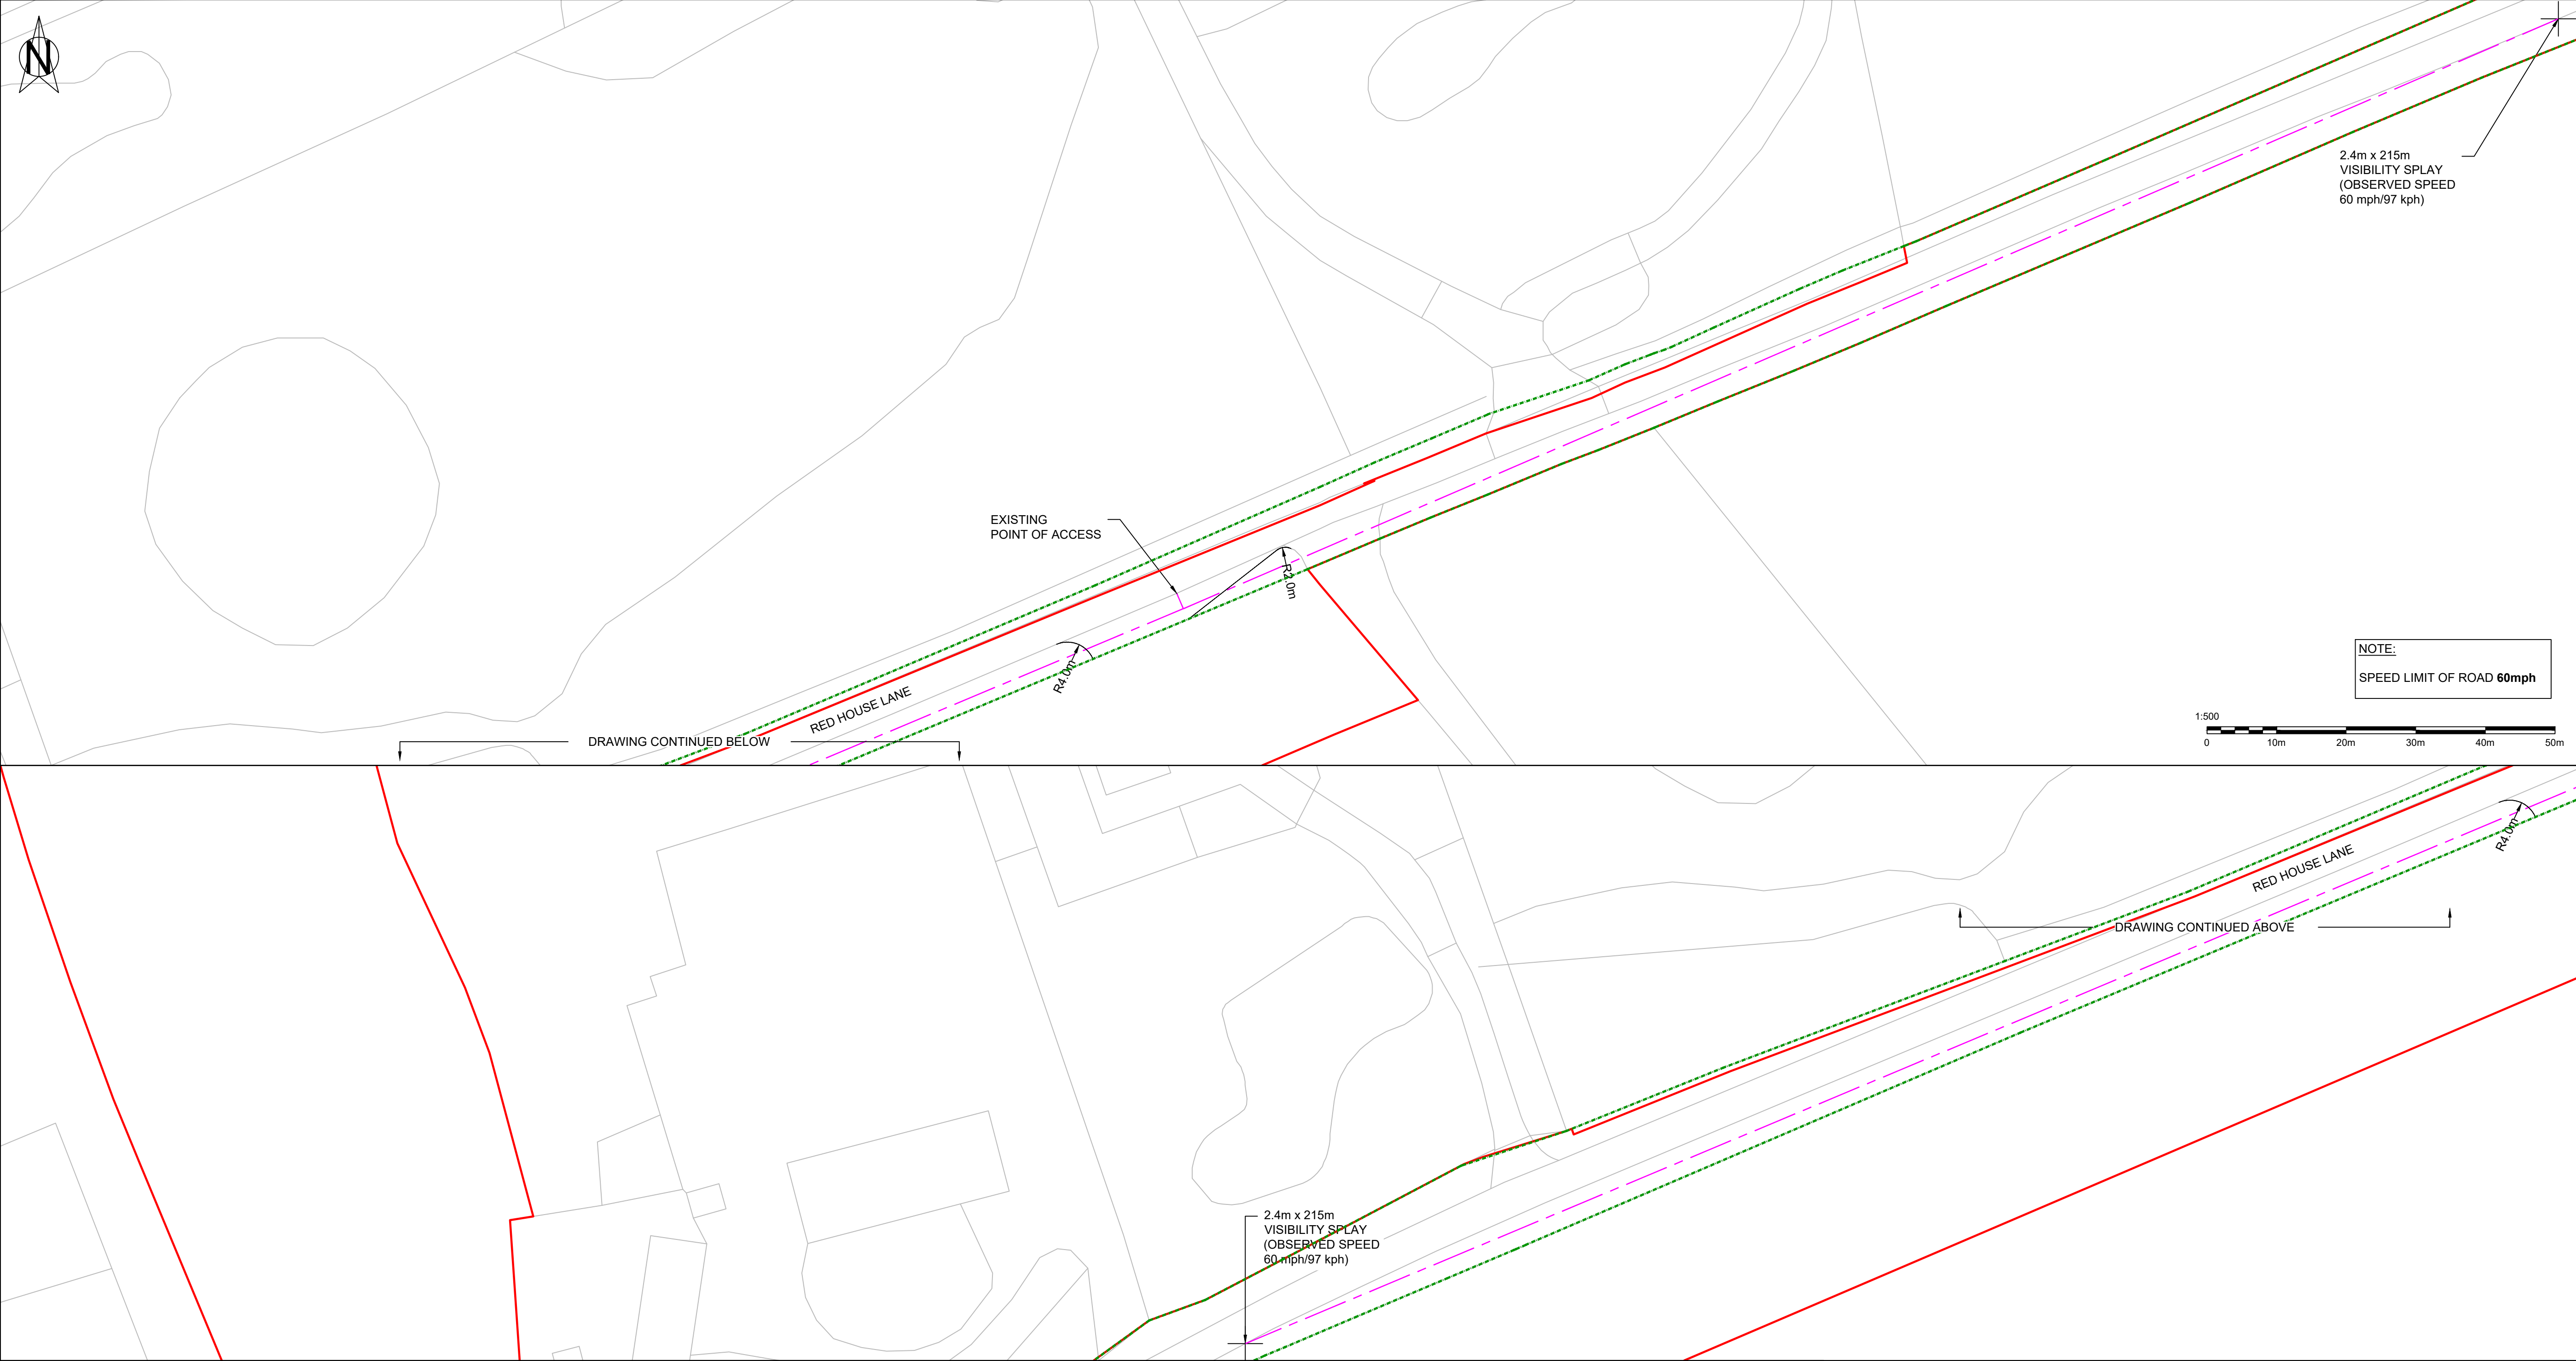 N
2.4m x 215m
VISIBILITY SPLAY
(OBSERVED SPEED
60 mph/97 kph)
EXISTING
POINT OF ACCESS
R2.0m
R4.0m
RED HOUSE LANE
DRAWING CONTINUED BELOW
NOTE:
SPEED LIMIT OF ROAD 60mph
1:500
0 10m 20m 30m 40m 50m
R4.0m
RED HOUSE LANE
DRAWING CONTINUED ABOVE
2.4m x 215m
VISIBILITY SPLAY
(OBSERVED SPEED
60 mph/97 kph)